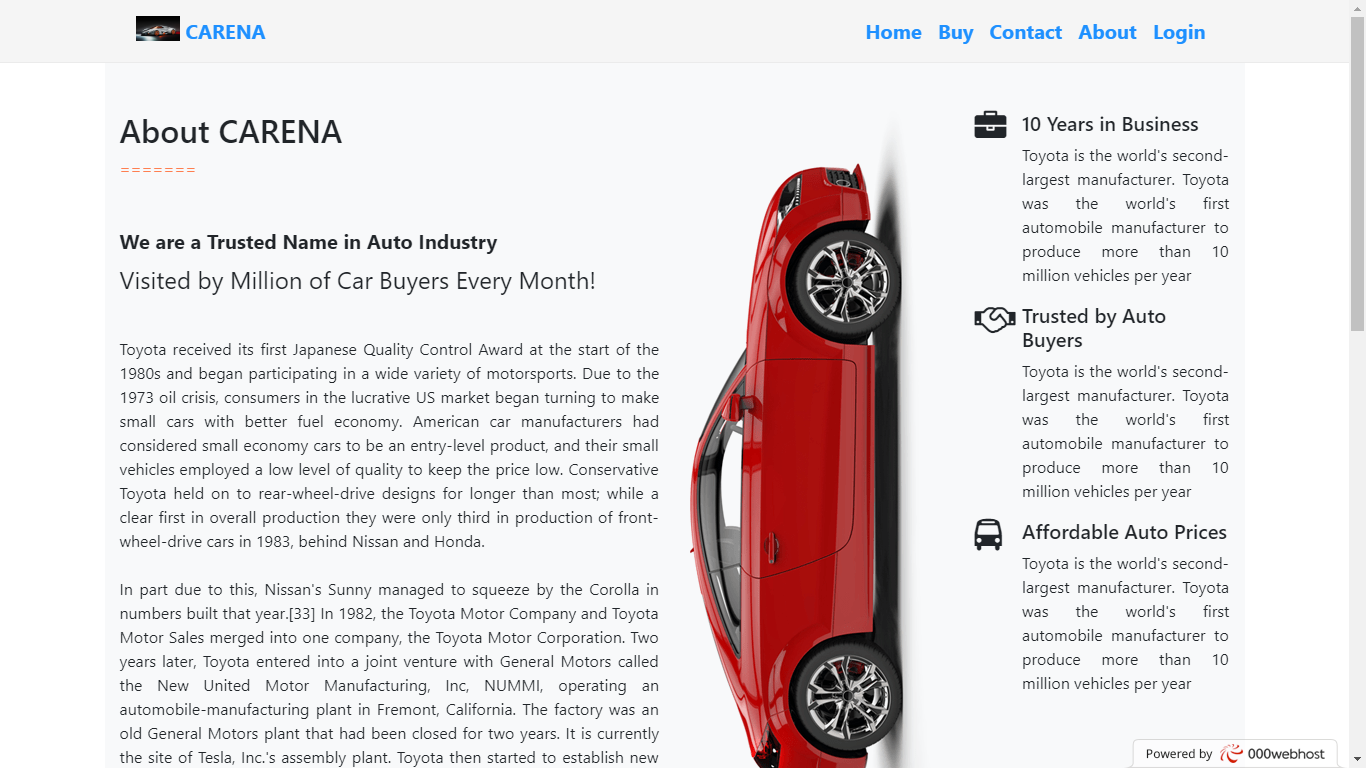 CARENA
Home Buy Contact About Login
About CARENA
=======
We are a Trusted Name in Auto Industry
Visited by Million of Car Buyers Every Month!
Toyota received its first Japanese Quality Control Award at the start of the
1980s and began participating in a wide variety of motorsports. Due to the
1973 oil crisis, consumers in the lucrative US market began turning to make
small cars with better fuel economy. American car manufacturers had
considered small economy cars to be an entry-level product, and their small
vehicles employed a low level of quality to keep the price low. Conservative
Toyota held on to rear-wheel-drive designs for longer than most; while a
clear first in overall production they were only third in production of front-
wheel-drive cars in 1983, behind Nissan and Honda.
In part due to this, Nissan's Sunny managed to squeeze by the Corolla in
numbers built that year.[33] In 1982, the Toyota Motor Company and Toyota
Motor Sales merged into one company, the Toyota Motor Corporation. Two
years later, Toyota entered into a joint venture with General Motors called
the New United Motor Manufacturing, Inc, NUMMI, operating an
automobile-manufacturing plant in Fremont, California. The factory was an
old General Motors plant that had been closed for two years. It is currently
the site of Tesla, Inc.'s assembly plant. Toyota then started to establish new
10 Years in Business
Toyota is the world's second-
largest manufacturer. Toyota
was the world's first
automobile manufacturer to
produce more than 10
million vehicles per year
Trusted by Auto
Buyers
Toyota is the world's second-
largest manufacturer. Toyota
was the world's first
automobile manufacturer to
produce more than 10
million vehicles per year
Affordable Auto Prices
Toyota is the world's second-
largest manufacturer. Toyota
was the world's first
automobile manufacturer to
produce more than 10
million vehicles per year
Powered by 000webhost